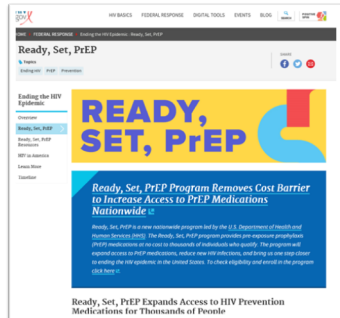 gov
HIV BASICS FEDERAL RESPONSE DIGITAL TOOLS EVENTS BLOG SEARCH
HOME FEDERAL RESPONSE Ending the HIV Epidemic Ready, Set, PrEP
Ready, Set, PrEP
Topics
Ending HIV PrEP Prevention
SHARE
Ending the HIV
Epidemic
Overview
Ready, Set, PrEP
Ready, Set, PrEP
Resources
HIV in America
Learn More
Timeline
READY,
SET, PrEP
Ready, Set, PrEP Program Removes Cost Barrier
to Increase Access to PrEP Medications
Nationwide
Ready, Set, PrEP is a new nationwide program led by the U.S. Department of Health and
Human Services (HHS). The Ready, Set, PrEP program provides pre-exposure prophylaxis
(PrEP) medications at no cost to thousands of individuals who qualify. The program will
expand access to PrEP medications, reduce new HIV infections, and bring us one step closer
to ending the HIV epidemic in the United States. To check eligibility and enroll in the program
click here
Ready, Set, PrEP Expands Access to HIV Prevention
Medications for Thousands of People